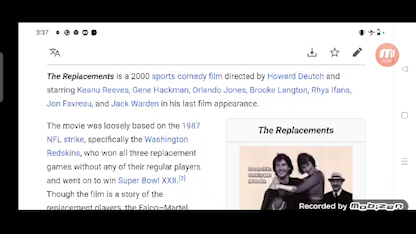 3:37
The Replacements is a 2000 sports comedy film directed by Howard Deutch and
starring Keanu Reeves, Gene Hackman, Orlando Jones, Brooke Langton, Rhys Ifans,
Jon Favreau, and Jack Warden in his last film appearance.
The movie was loosely based on the 1987
NFL strike, specifically the Washington
Redskins, who won all three replacement
games without any of their regular players
and went on to win Super Bowl XXII.[2]
Though the film is a story of the
replacement players, the Falco–Martel
The Replacements
Recorded by Mobizen